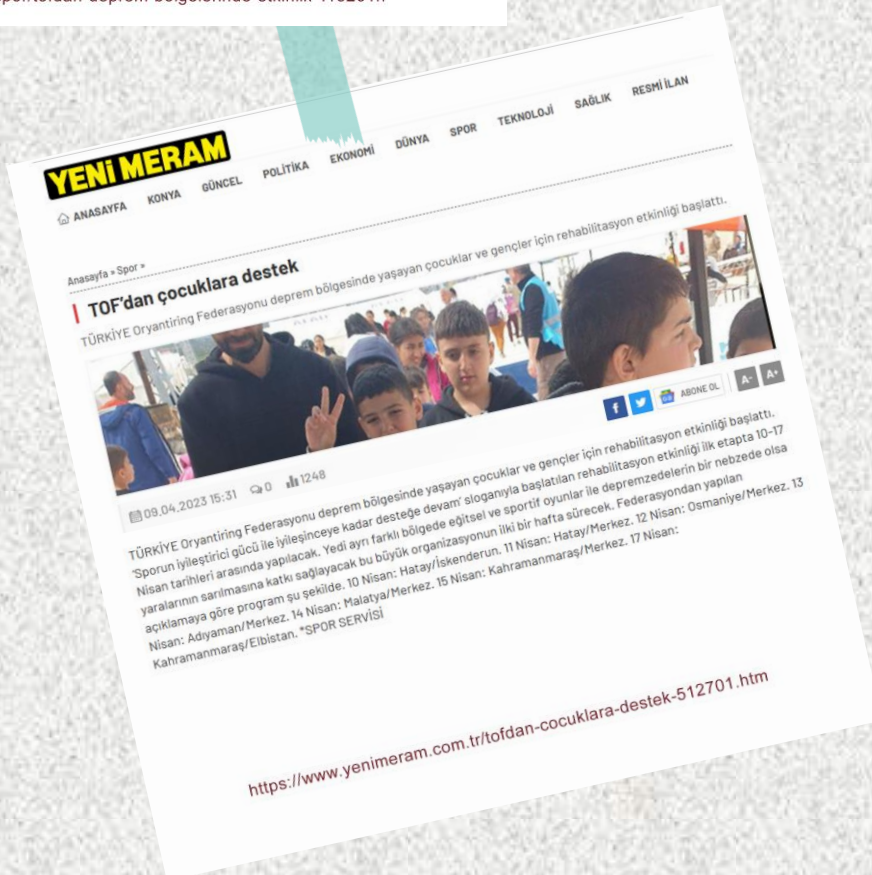 YENİ MERAM
ANASAYFA KONYA GÜNCEL POLİTİKA EKONOMİ DÜNYA SPOR TEKNOLOJİ SAĞLIK RESMİ İLAN
Anasayfa » Spor »
TOF'dan çocuklara destek
TÜRKİYE Oryantiring Federasyonu deprem bölgesinde yaşayan çocuklar ve gençler için rehabilitasyon etkinliği başlattı.
f ABONE OL A- A+
09.04.2023 15:31 0 1248
TÜRKİYE Oryantiring Federasyonu deprem bölgesinde yaşayan çocuklar ve gençler için rehabilitasyon etkinliği başlattı.
'Sporun iyileştirici gücü ile iyileşinceye kadar desteğe devam' sloganıyla başlatılan rehabilitasyon etkinliği ilk etapta 10-17
Nisan tarihleri arasında yapılacak. Yedi ayrı farklı bölgede eğitsel ve sportif oyunlar ile depremzedelerin bir nebzede olsa
yaralarının sarılmasına katkı sağlayacak bu büyük organizasyonun ilki bir hafta sürecek. Federasyondan yapılan
açıklamaya göre program şu şekilde. 10 Nisan: Hatay/İskenderun. 11 Nisan: Hatay/Merkez. 12 Nisan: Osmaniye/Merkez. 13
Nisan: Adıyaman/Merkez. 14 Nisan: Malatya/Merkez. 15 Nisan: Kahramanmaraş/Merkez. 17 Nisan:
Kahramanmaraş/Elbistan. *SPOR SERVİSİ
https://www.yenimeram.com.tr/tofdan-cocuklara-destek-512701.htm